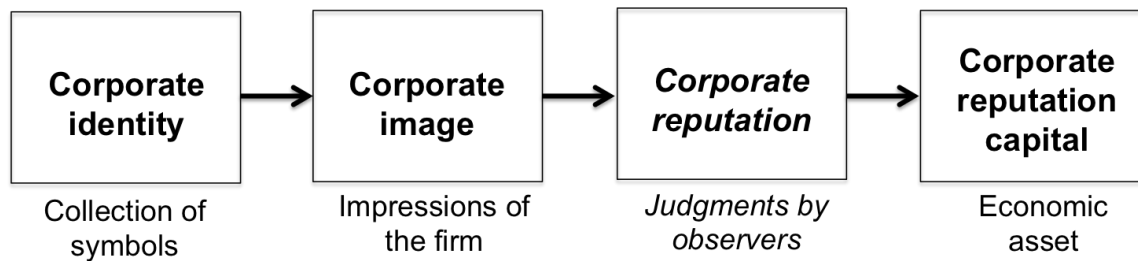 Corporate
identity
Corporate
image
Corporate
reputation
Corporate
reputation
capital
Collection of
symbols
Impressions of
the firm
Judgments by
observers
Economic
asset